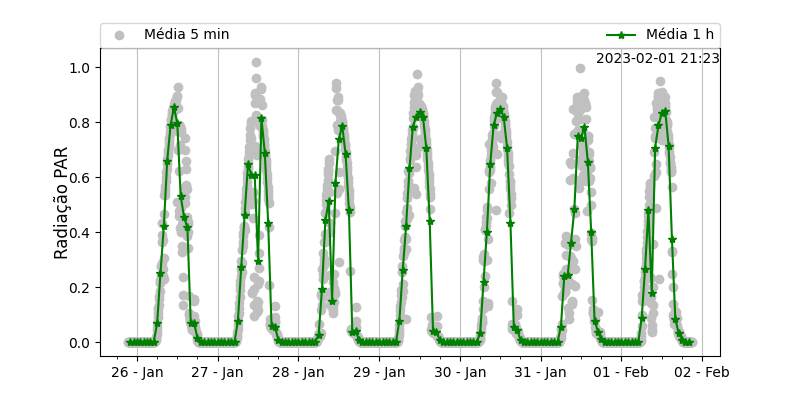 Média 5 min
Média 1 h
2023-02-01 21:23
Radiação PAR
1.0
0.8
0.6
0.4
0.2
0.0
26 - Jan
27 - Jan
28 - Jan
29 - Jan
30 - Jan
31 - Jan
01 - Feb
02 - Feb